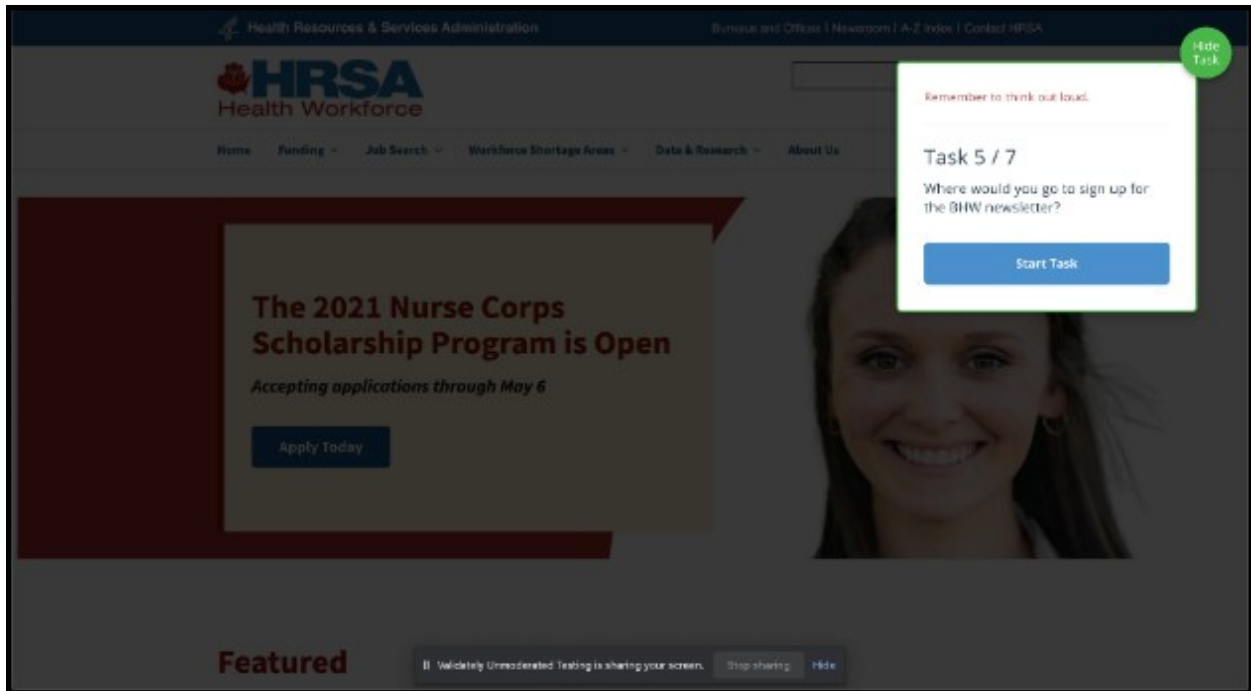 Health Resources & Services Administration
Bureaus and Offices | Newsroom | A-Z Index | Contact HRSA
Hide
Task
HRSA
Health Workforce
Remember to think out loud.
Home Funding Job Search Workforce Shortage Areas Data & Research About Us
Task 5 / 7
Where would you go to sign up for
the BHW newsletter?
Start Task
The 2021 Nurse Corps
Scholarship Program is Open
Accepting applications through May 6
Apply Today
Featured
Validately Unmoderated Testing is sharing your screen. Stop sharing Hide